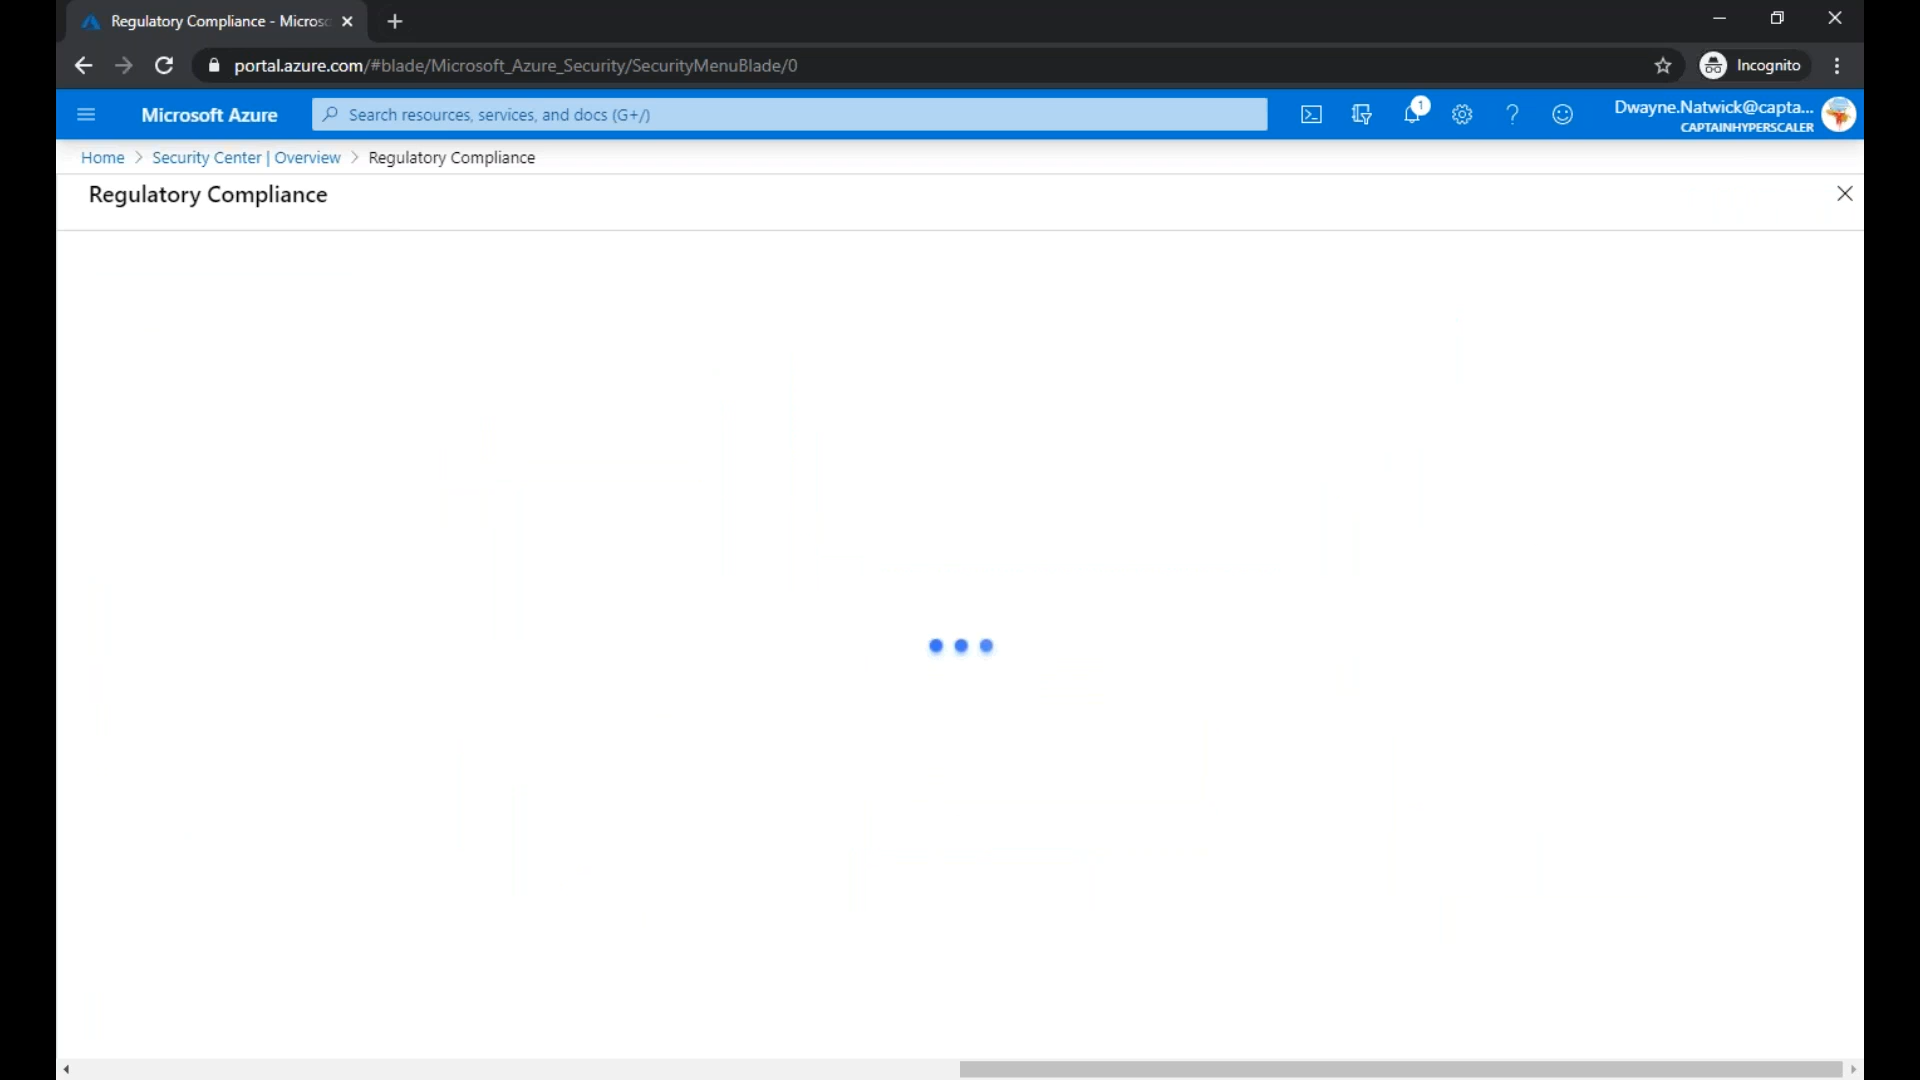 Regulatory Compliance - Micros
portal.azure.com/#blade/Microsoft_Azure_Security/SecurityMenuBlade/0
Incognito
Microsoft Azure
Search resources, services, and docs (G+/)
1
Dwayne.Natwick@capta...
CAPTAINHYPERSCALER
Home > Security Center | Overview > Regulatory Compliance
Regulatory Compliance